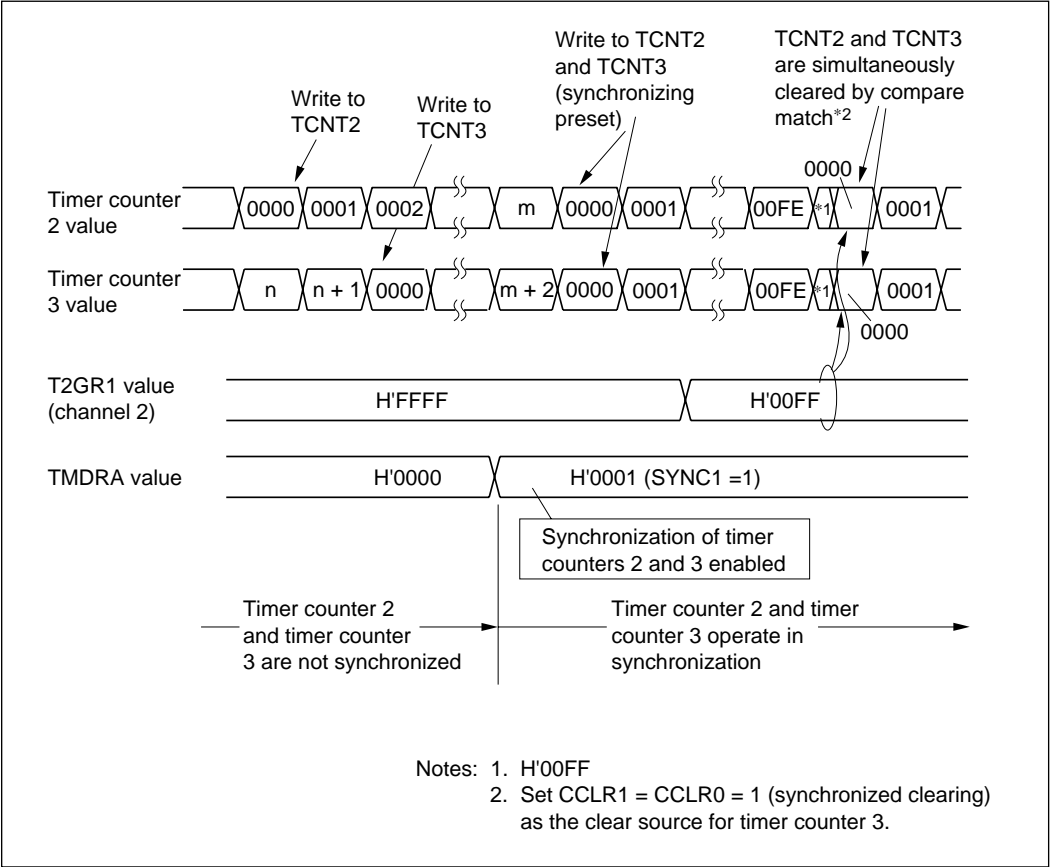 Write to TCNT2
and TCNT3
(synchronizing
preset)
TCNT2 and TCNT3
are simultaneously
cleared by compare
match*2
Write to
TCNT2
Write to
TCNT3
0000
Timer counter
2 value
0000 0001 0002 m 0000 0001 00FE *1 0001
Timer counter
3 value
n n + 1 0000 m + 2 0000 0001 00FE *1 0001
0000
T2GR1 value
(channel 2)
H'FFFF H'00FF
TMDRA value H'0000 H'0001 (SYNC1 =1)
Synchronization of timer
counters 2 and 3 enabled
Timer counter 2
and timer counter
3 are not synchronized
Timer counter 2 and timer
counter 3 operate in
synchronization
Notes: 1. H'00FF
2. Set CCLR1 = CCLR0 = 1 (synchronized clearing)
as the clear source for timer counter 3.